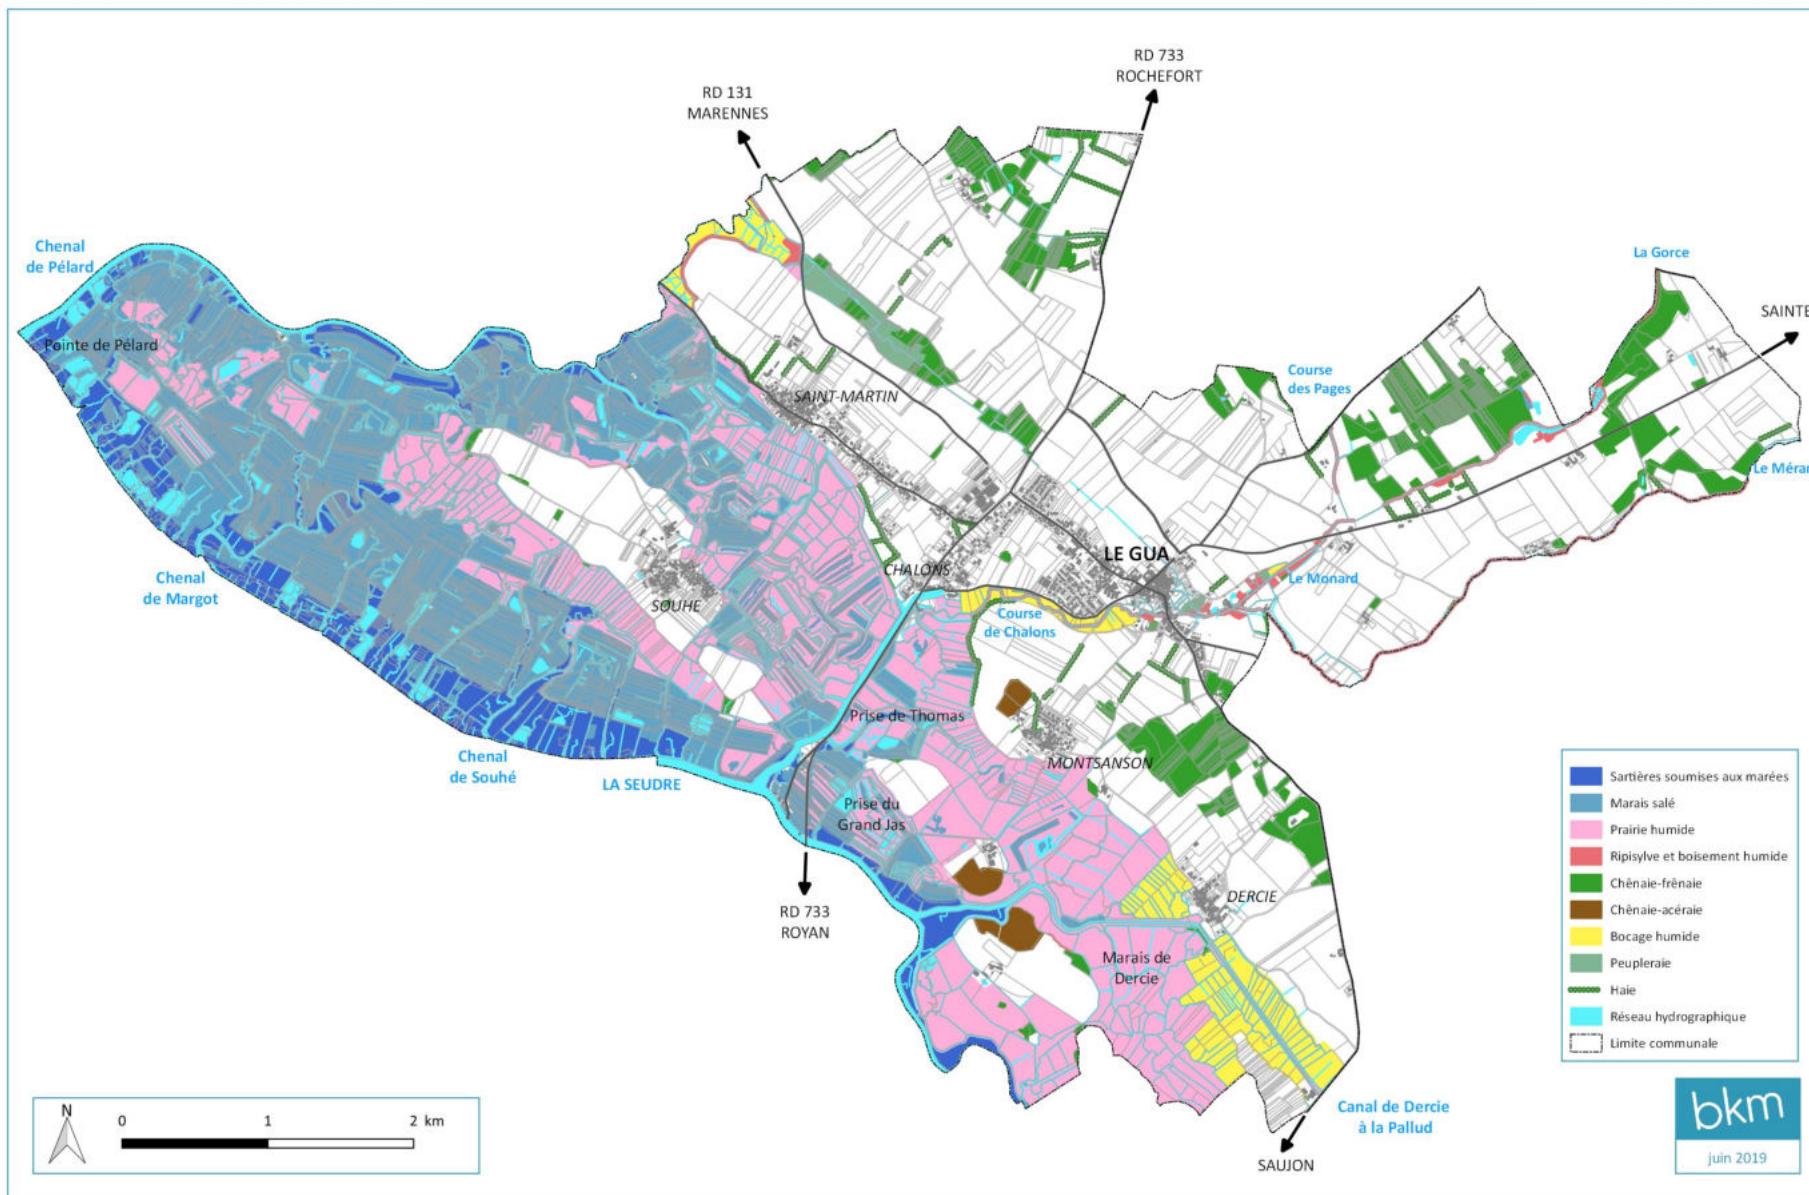 RD 733
ROCHEFORT
RD 131
MARENNES
Chenal
de Pélard
La Gorce
SAINTE
Pointe de Pélard
Course
des Pages
SAINT-MARTIN
Le Méran
LE GUA
CHALONS
Chenal
de Margot
SOUHE
Le Monard
Course
de Chalons
Prise de Thomas
Chenal
de Souhé
LA SEUDRE
MONTSANSON
Prise du
Grand Jas
DERCIE
RD 733
ROYAN
Marais de
Dercie
Canal de Dercie
à la Pallud
SAUJON
Sartières soumises aux marées
Marais salé
Prairie humide
Ripisylve et boisement humide
Chênaie-frênaie
Chênaie-acéraie
Bocage humide
Peupleraie
Haie
Réseau hydrographique
Limite communale
N
0 1 2 km
bkm
juin 2019